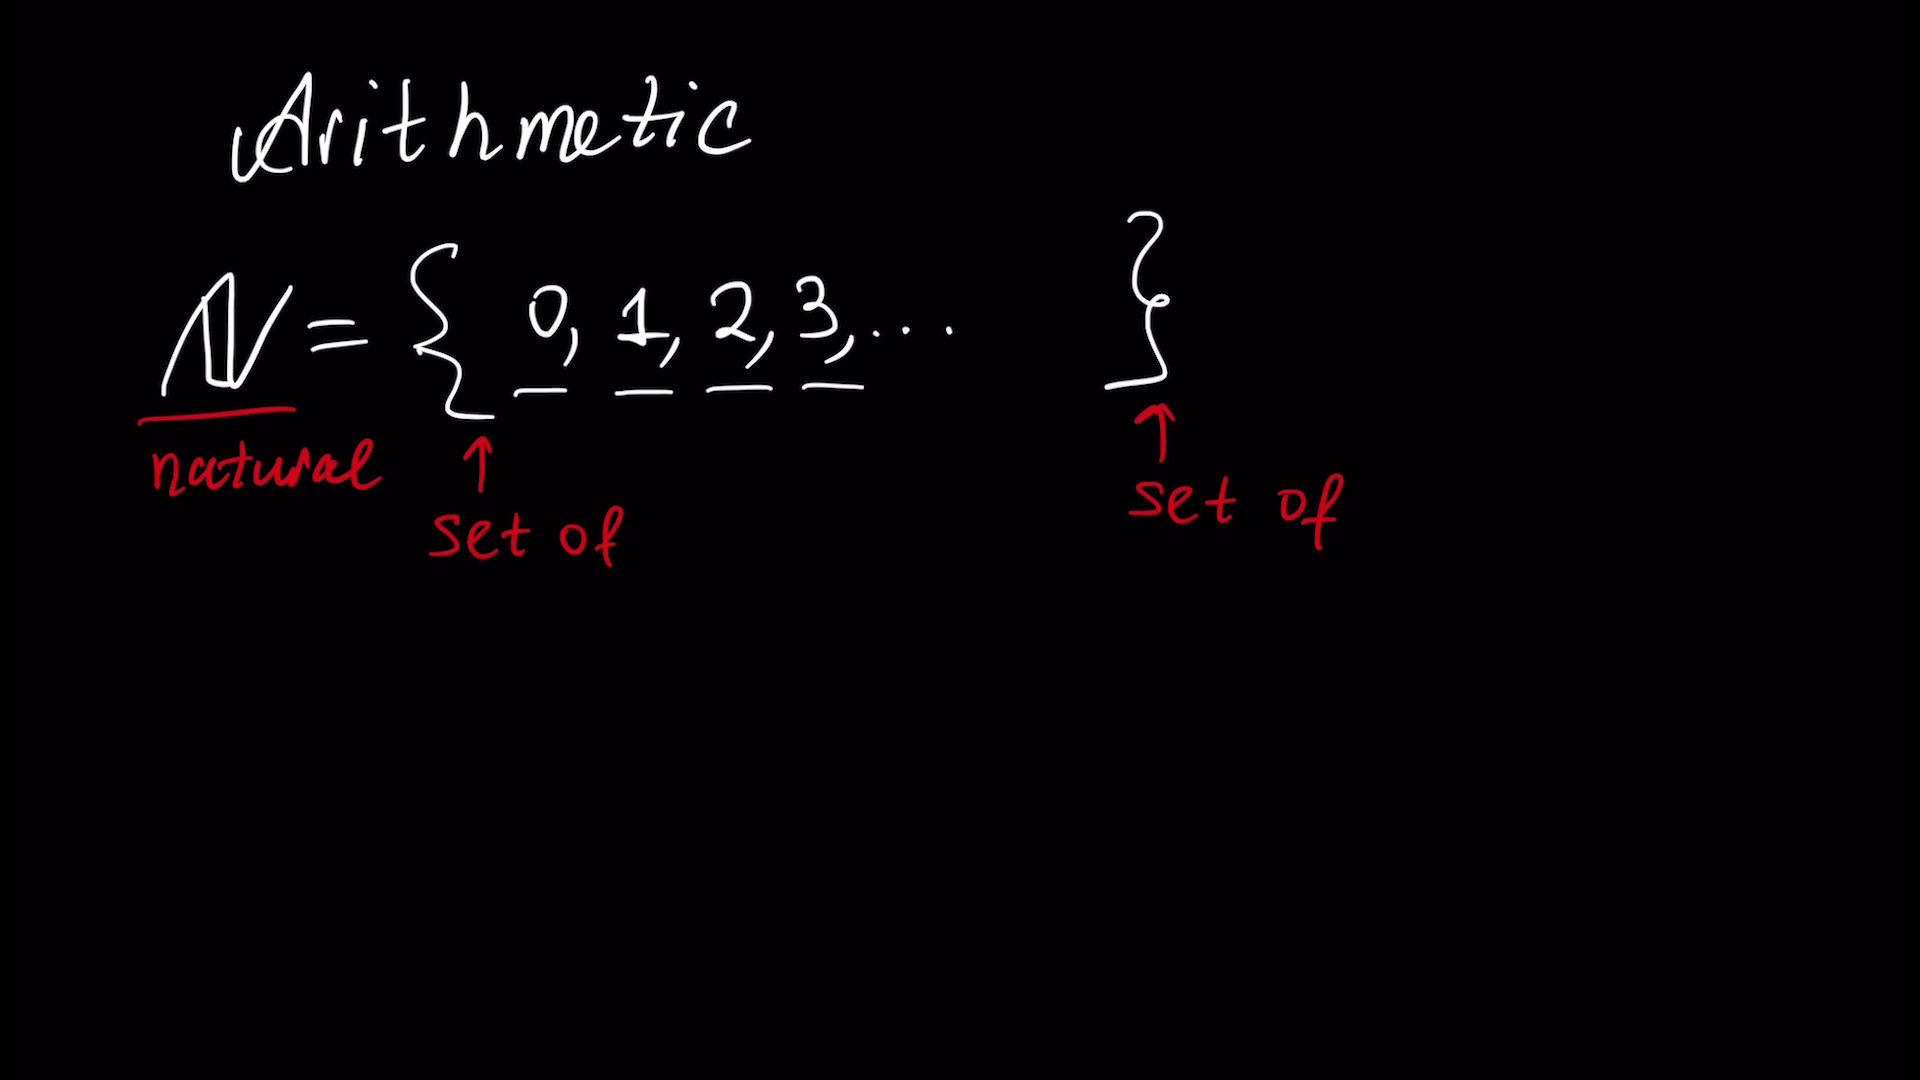 Arithmetic
ℕ = { 0, 1, 2, 3, ... }
natural
set of
set of